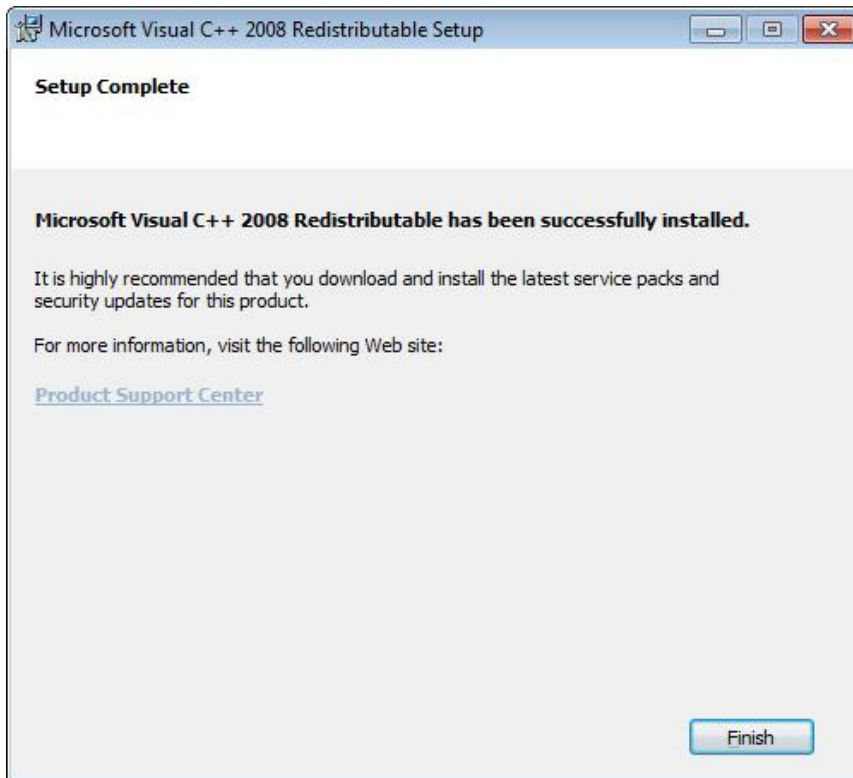 Microsoft Visual C++ 2008 Redistributable Setup
Setup Complete
Microsoft Visual C++ 2008 Redistributable has been successfully installed.
It is highly recommended that you download and install the latest service packs and
security updates for this product.
For more information, visit the following Web site:
Product Support Center
Finish